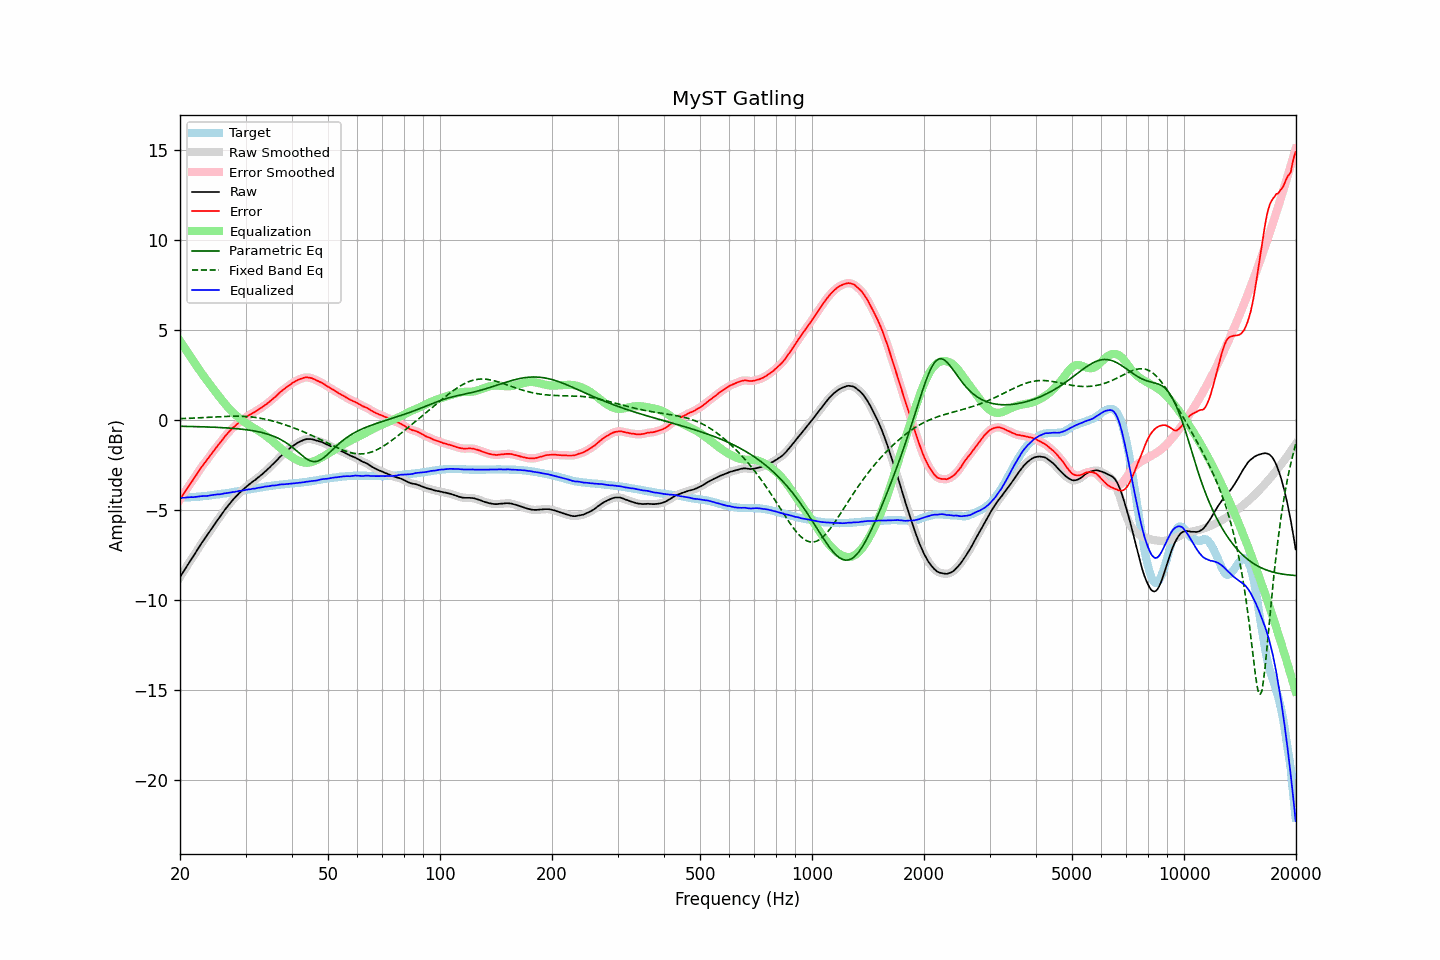 MyST Gatling
Target
Raw Smoothed
Error Smoothed
Raw
Error
Equalization
Parametric Eq
Fixed Band Eq
Equalized
15
10
5
0
−5
−10
−15
−20
Amplitude (dBr)
20
50
100
200
500
1000
2000
5000
10000
20000
Frequency (Hz)